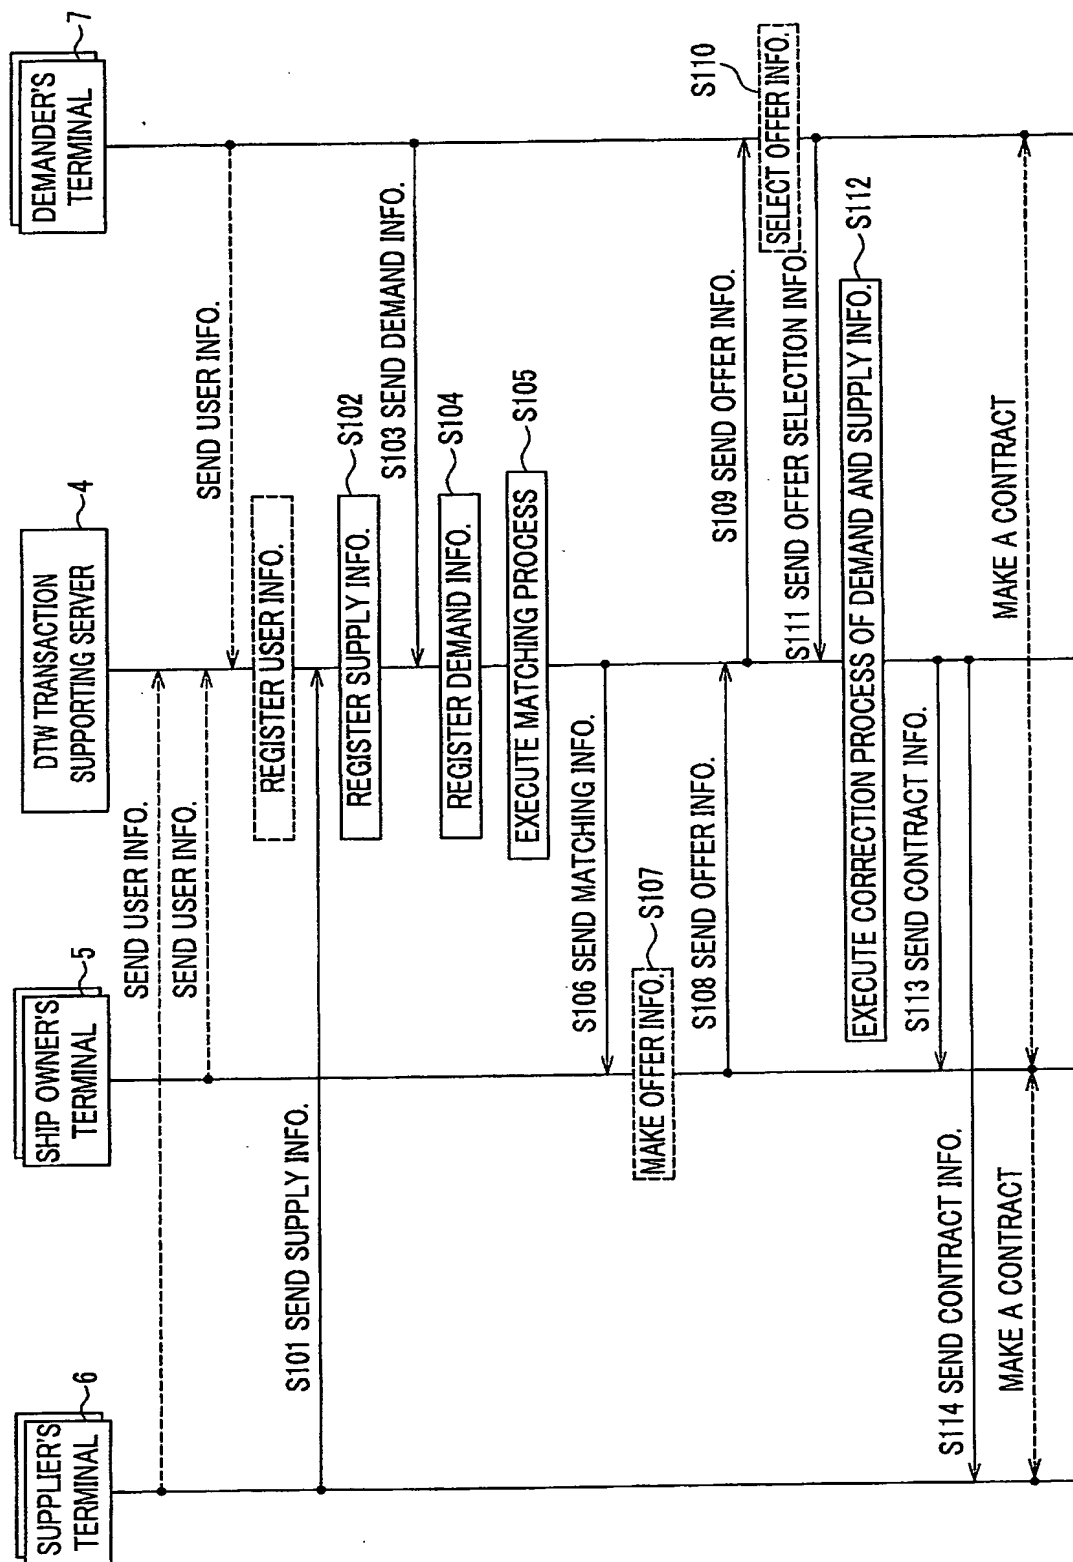 SUPPLIER'S
TERMINAL
6
SHIP OWNER'S
TERMINAL
5
DTW TRANSACTION
SUPPORTING SERVER
4
DEMANDER'S
TERMINAL
7
SEND USER INFO.
SEND USER INFO.
SEND USER INFO.
REGISTER USER INFO.
S101 SEND SUPPLY INFO.
REGISTER SUPPLY INFO.
S102
S103 SEND DEMAND INFO.
REGISTER DEMAND INFO.
S104
EXECUTE MATCHING PROCESS
S105
S106 SEND MATCHING INFO.
MAKE OFFER INFO.
S107
S108 SEND OFFER INFO.
S109 SEND OFFER INFO.
SELECT OFFER INFO.
S110
S111 SEND OFFER SELECTION INFO.
EXECUTE CORRECTION PROCESS OF DEMAND AND SUPPLY INFO.
S112
S113 SEND CONTRACT INFO.
S114 SEND CONTRACT INFO.
MAKE A CONTRACT
MAKE A CONTRACT